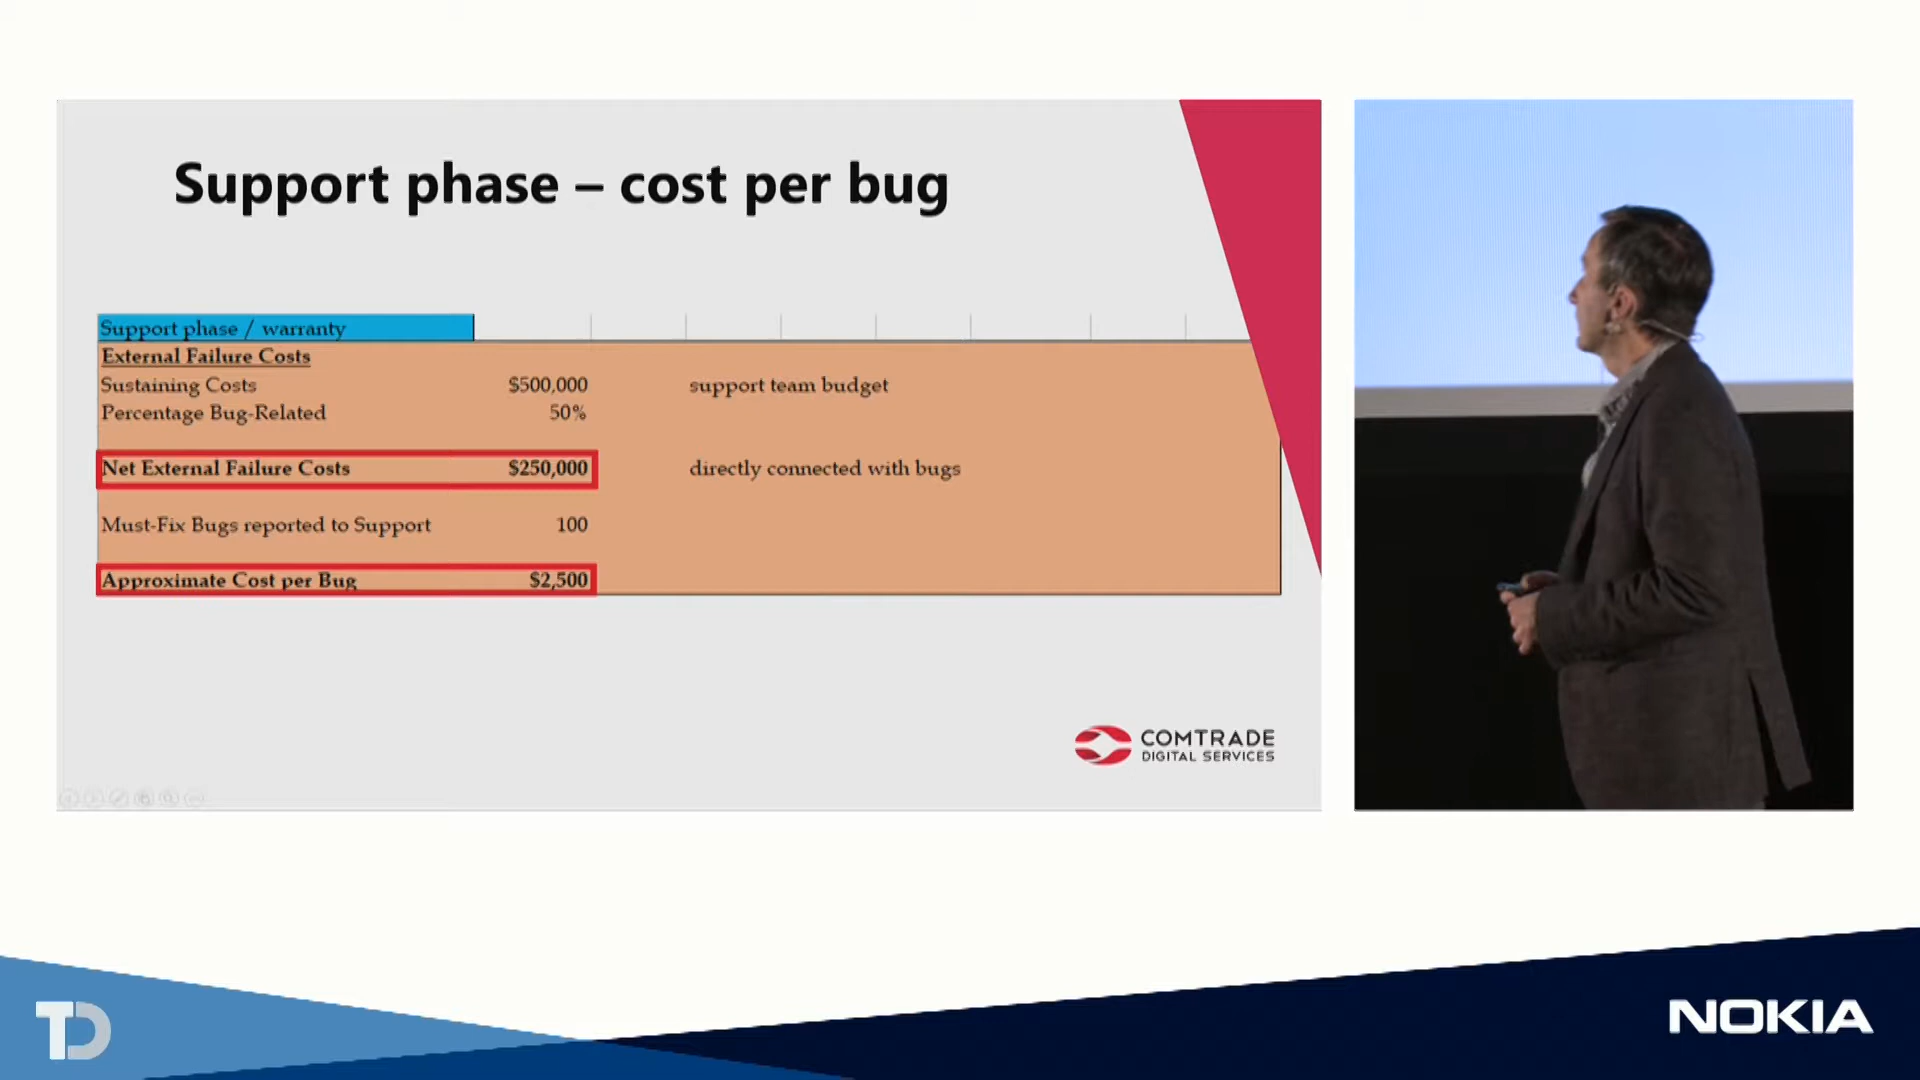 Support phase – cost per bug
Support phase / warranty
External Failure Costs
Sustaining Costs $500,000 support team budget
Percentage Bug-Related 50%
Net External Failure Costs $250,000 directly connected with bugs
Must-Fix Bugs reported to Support 100
Approximate Cost per Bug $2,500
COMTRADE
DIGITAL SERVICES
TD
NOKIA